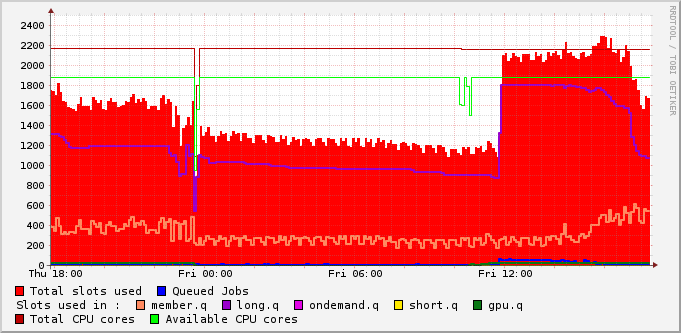 RRDTOOL / TOBI OETIKER
2400
2200
2000
1800
1600
1400
1200
1000
800
600
400
200
0
Thu 18:00 Fri 00:00 Fri 06:00 Fri 12:00
Total slots used Queued Jobs
Slots used in : member.q long.q ondemand.q short.q gpu.q
Total CPU cores Available CPU cores